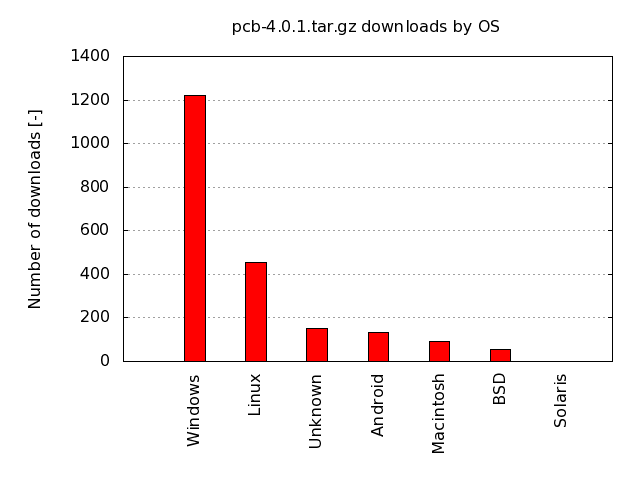 pcb-4.0.1.tar.gz downloads by OS
Number of downloads [-]
1400
1200
1000
800
600
400
200
0
Windows
Linux
Unknown
Android
Macintosh
BSD
Solaris